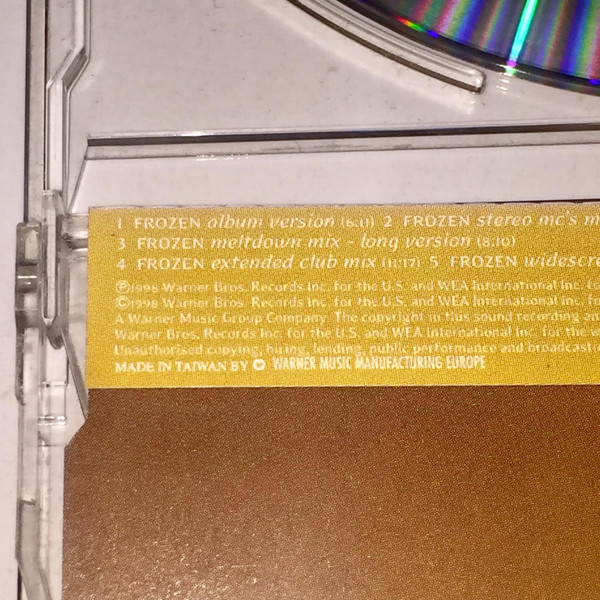 1 FROZEN album version (6:11) 2 FROZEN stereo mc's m
3 FROZEN meltdown mix - long version (8:10)
4 FROZEN extended club mix (11:17) 5 FROZEN widescre
℗1998 Warner Bros. Records Inc. for the U.S. and WEA International Inc. fo
©1998 Warner Bros. Records Inc. for the U.S. and WEA International Inc. fo
A Warner Music Group Company. The copyright in this sound recording an
Warner Bros. Records Inc. for the U.S. and WEA International Inc. for the w
Unauthorised copying, hiring, lending, public performance and broadcasti
MADE IN TAIWAN BY WARNER MUSIC MANUFACTURING EUROPE